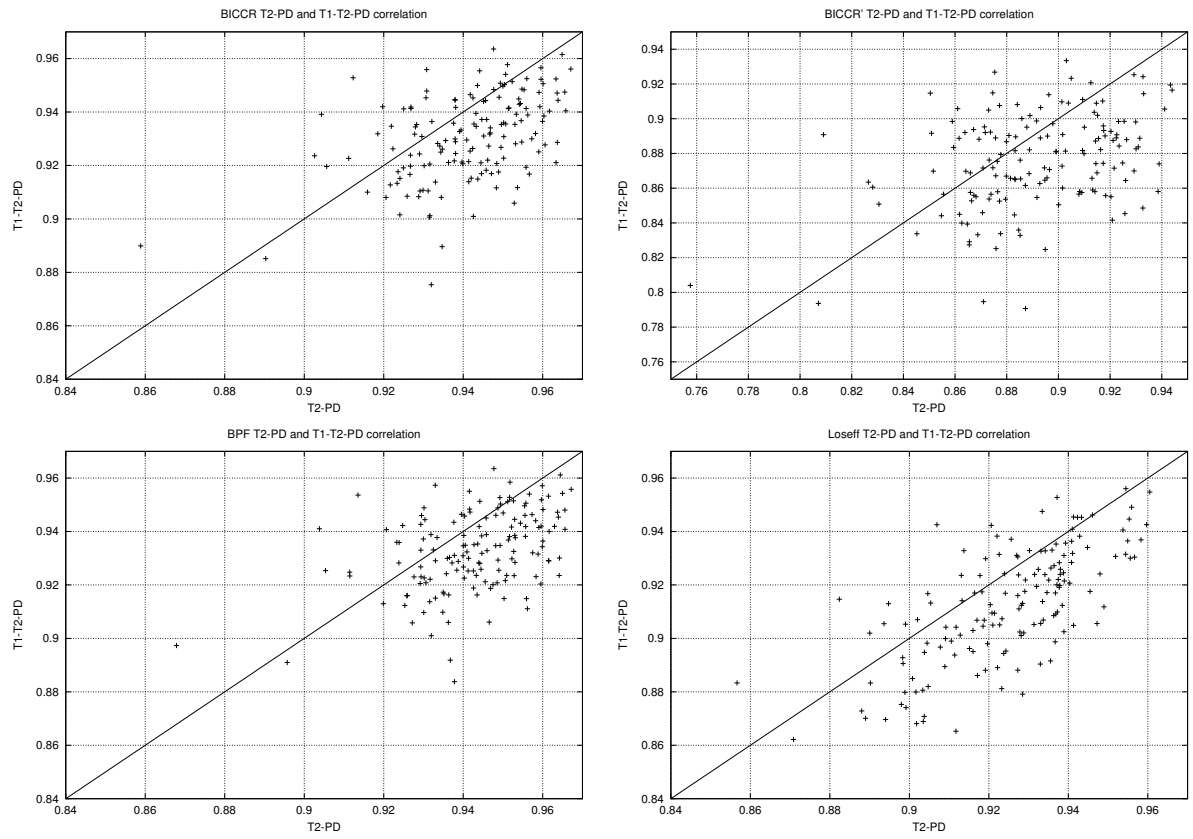 BICCR T2-PD and T1-T2-PD correlation
0.96
0.94
0.92
0.9
0.88
0.86
0.84
T1-T2-PD
0.84 0.86 0.88 0.9 0.92 0.94 0.96
T2-PD
BICCR' T2-PD and T1-T2-PD correlation
0.94
0.92
0.9
0.88
0.86
0.84
0.82
0.8
0.78
0.76
T1-T2-PD
0.76 0.78 0.8 0.82 0.84 0.86 0.88 0.9 0.92 0.94
T2-PD
BPF T2-PD and T1-T2-PD correlation
0.96
0.94
0.92
0.9
0.88
0.86
0.84
T1-T2-PD
0.84 0.86 0.88 0.9 0.92 0.94 0.96
T2-PD
Loseff T2-PD and T1-T2-PD correlation
0.96
0.94
0.92
0.9
0.88
0.86
0.84
T1-T2-PD
0.84 0.86 0.88 0.9 0.92 0.94 0.96
T2-PD